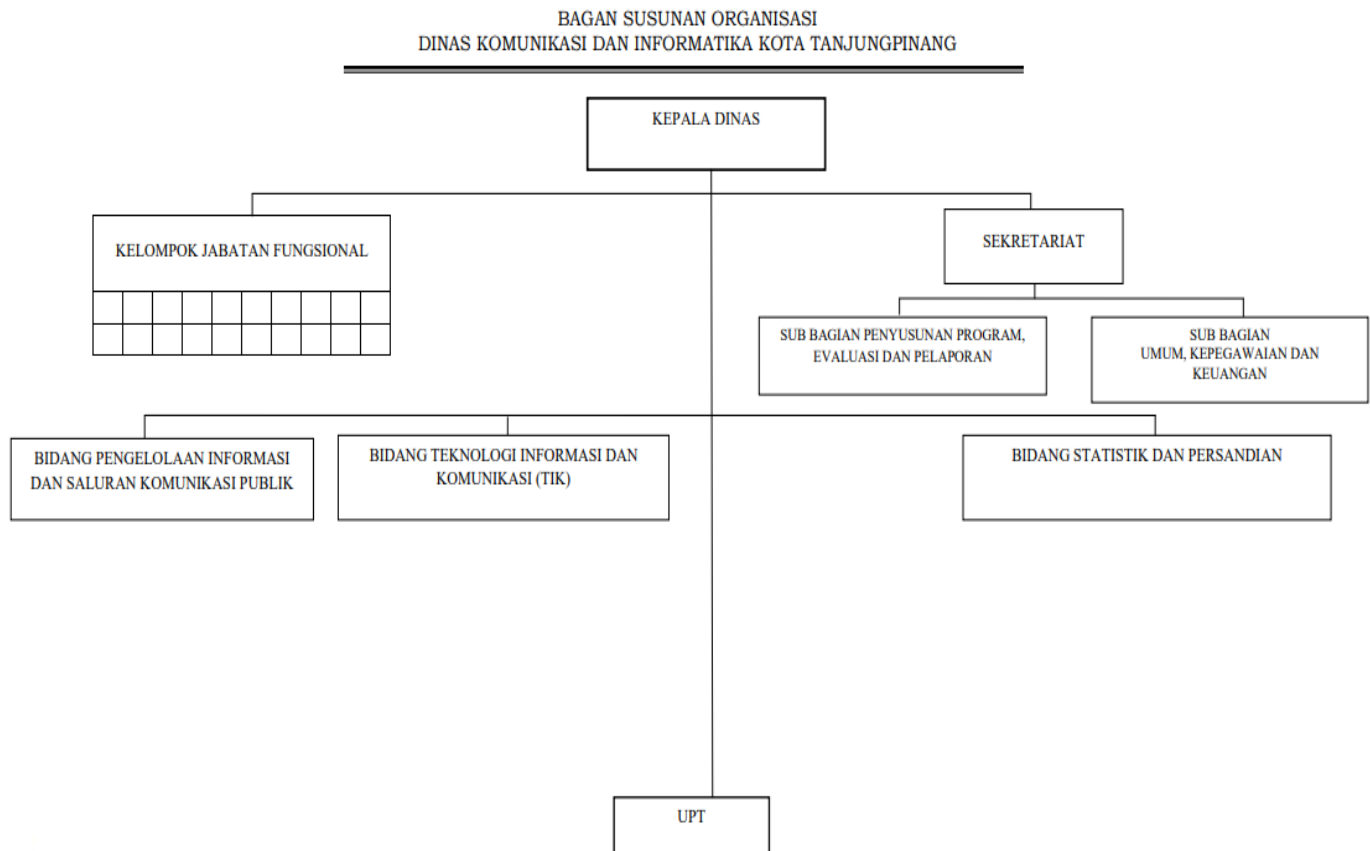 BAGAN SUSUNAN ORGANISASI
DINAS KOMUNIKASI DAN INFORMATIKA KOTA TANJUNGPINANG
KEPALA DINAS
KELOMPOK JABATAN FUNGSIONAL
SEKRETARIAT
SUB BAGIAN PENYUSUNAN PROGRAM,
EVALUASI DAN PELAPORAN
SUB BAGIAN
UMUM, KEPEGAWAIAN DAN
KEUANGAN
BIDANG PENGELOLAAN INFORMASI
DAN SALURAN KOMUNIKASI PUBLIK
BIDANG TEKNOLOGI INFORMASI DAN
KOMUNIKASI (TIK)
BIDANG STATISTIK DAN PERSANDIAN
UPT